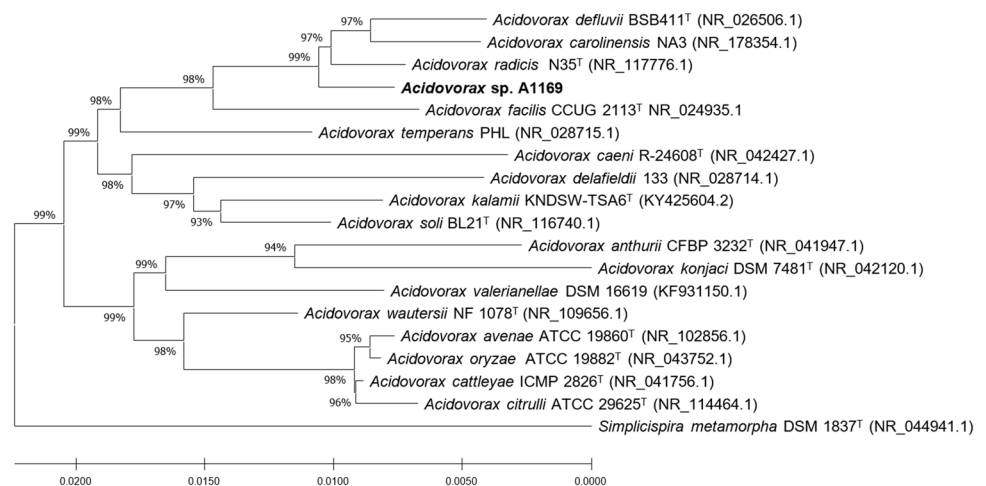 97% Acidovorax defluvii BSB411ᵀ (NR_026506.1)
97% Acidovorax carolinensis NA3 (NR_178354.1)
99% Acidovorax radicis N35ᵀ (NR_117776.1)
98% Acidovorax sp. A1169
98% Acidovorax facilis CCUG 2113ᵀ NR_024935.1
99% Acidovorax temperans PHL (NR_028715.1)
Acidovorax caeni R-24608ᵀ (NR_042427.1)
98% Acidovorax delafieldii 133 (NR_028714.1)
97% Acidovorax kalamii KNDSW-TSA6ᵀ (KY425604.2)
99% 93% Acidovorax soli BL21ᵀ (NR_116740.1)
94% Acidovorax anthurii CFBP 3232ᵀ (NR_041947.1)
99% Acidovorax konjaci DSM 7481ᵀ (NR_042120.1)
Acidovorax valerianellae DSM 16619 (KF931150.1)
99% Acidovorax wautersii NF 1078ᵀ (NR_109656.1)
95% Acidovorax avenae ATCC 19860ᵀ (NR_102856.1)
98% Acidovorax oryzae ATCC 19882ᵀ (NR_043752.1)
98% Acidovorax cattleyae ICMP 2826ᵀ (NR_041756.1)
96% Acidovorax citrulli ATCC 29625ᵀ (NR_114464.1)
Simplicispira metamorpha DSM 1837ᵀ (NR_044941.1)
0.0200 0.0150 0.0100 0.0050 0.0000